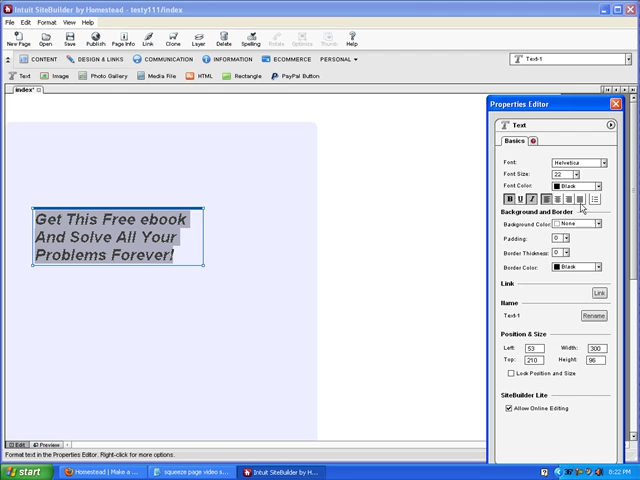 Intuit SiteBuilder by Homestead - testy111/index
File Edit Format View Help
New Page Open Save Publish Page Info Link Clone Layer Delete Spelling Rotate Optimize Thumb Help
CONTENT DESIGN & LINKS COMMUNICATION INFORMATION ECOMMERCE PERSONAL Text-1
Text Image Photo Gallery Media File HTML Rectangle PayPal Button
index*
Get This Free ebook
And Solve All Your
Problems Forever!
Properties Editor
Text
Basics
Font: Helvetica
Font Size: 22
Font Color: Black
B U I
Background and Border
Background Color: None
Padding: 0
Border Thickness: 0
Border Color: Black
Link
Link
Name
Text-1 Rename
Position & Size
Left: 53 Width: 300
Top: 210 Height: 96
Lock Position and Size
SiteBuilder Lite
Allow Online Editing
Edit Preview
Format text in the Properties Editor. Right-click for more options.
start Homestead | Make a ... squeeze page video s... Intuit SiteBuilder by H... 8:22 PM